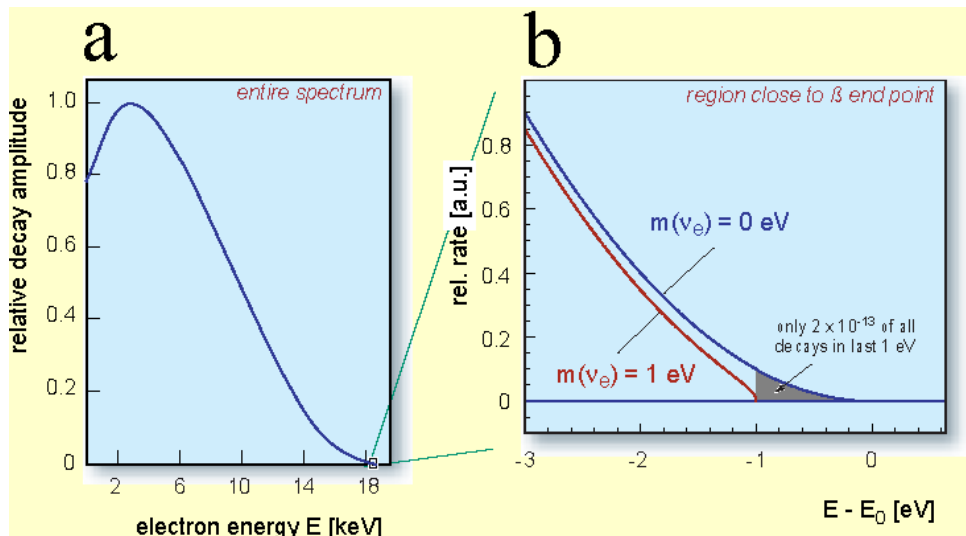 a
entire spectrum
relative decay amplitude
1.0
0.8
0.6
0.4
0.2
0
2
6
10
14
18
electron energy E [keV]
b
region close to ß end point
rel. rate [a.u.]
0.8
0.6
0.4
0.2
0
m(νe) = 0 eV
m(νe) = 1 eV
only 2 x 10⁻¹³ of all
decays in last 1 eV
-3
-2
-1
0
E - E₀ [eV]